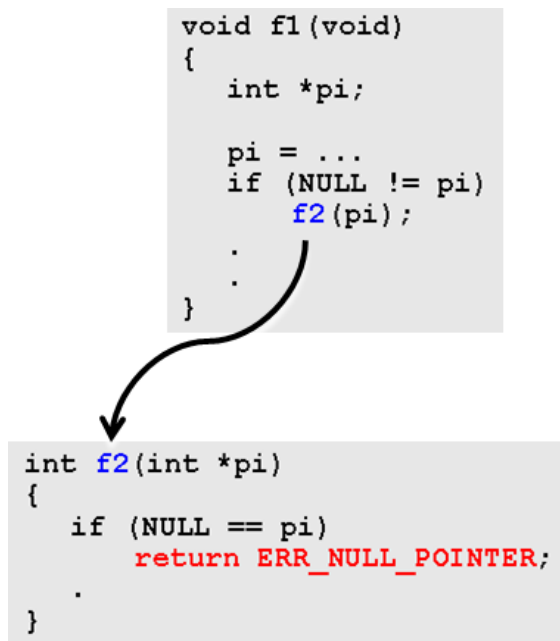 void f1(void)
{
int *pi;
pi = ...
if (NULL != pi)
f2(pi);
.
.
}
int f2(int *pi)
{
if (NULL == pi)
return ERR_NULL_POINTER;
.
}